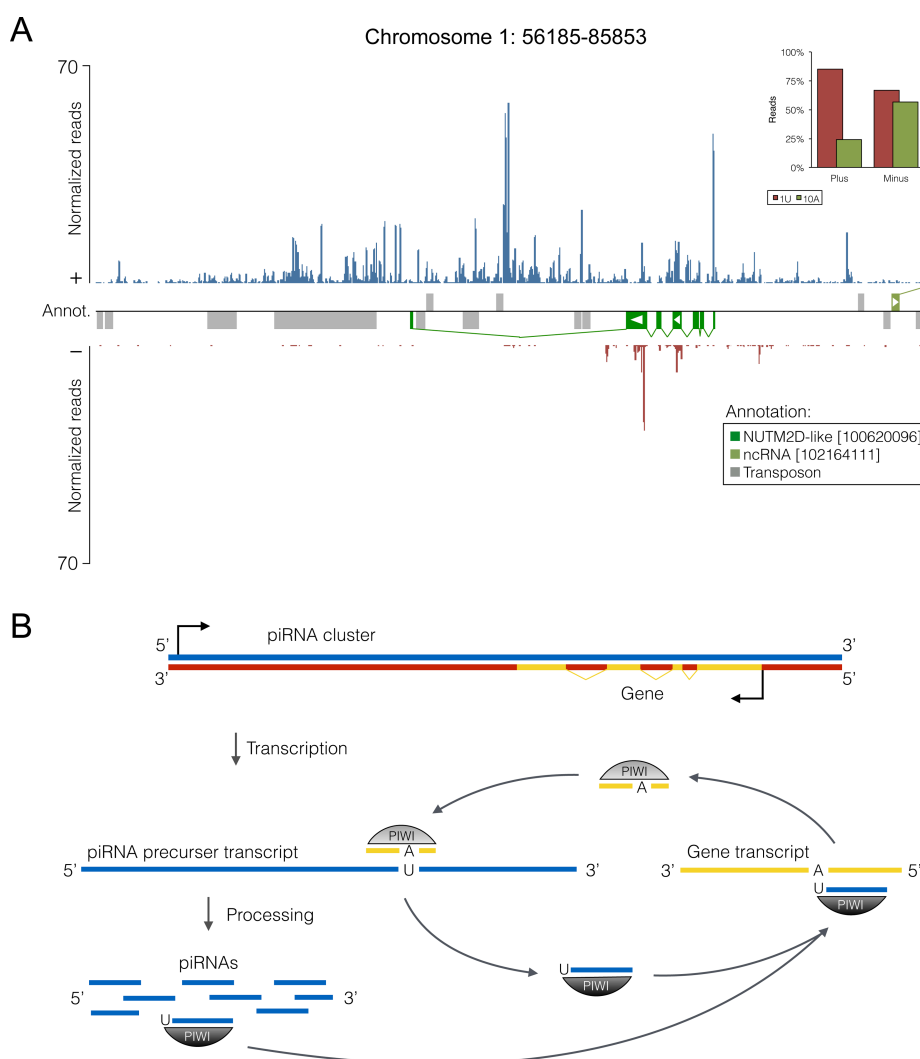 A
Chromosome 1: 56185-85853
70
Normalized reads
+
100%
75%
50%
25%
0%
Reads
Plus
Minus
1U
10A
Annot.
–
Normalized reads
70
Annotation:
NUTM2D-like [100620096]
ncRNA [102164111]
Transposon
B
5’
piRNA cluster
3’
3’
Gene
5’
Transcription
PIWI
A
PIWI
A
piRNA precurser transcript
5’
U
3’
Gene transcript
3’
A
5’
U
PIWI
Processing
piRNAs
5’
3’
U
PIWI
U
PIWI